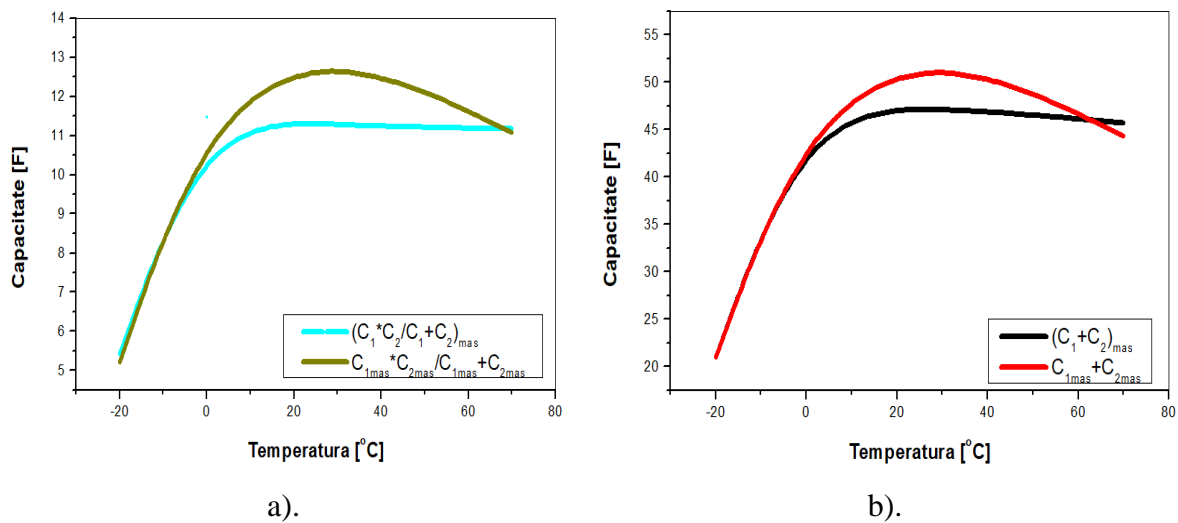 14
13
12
11
10
9
8
7
6
5
Capacitate [F]
-20 0 20 40 60 80
Temperatura [°C]
(C1*C2/C1+C2)mas
C1mas*C2mas/C1mas+C2mas
a).
55
50
45
40
35
30
25
20
Capacitate [F]
-20 0 20 40 60 80
Temperatura [°C]
(C1+C2)mas
C1mas+C2mas
b).